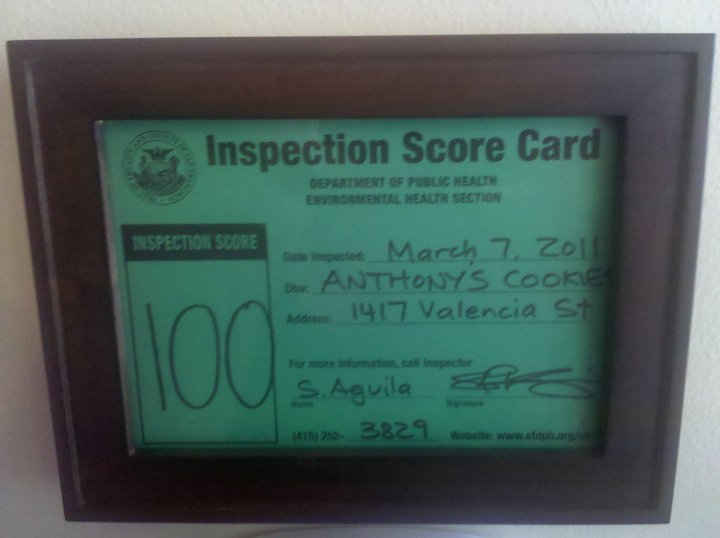 Inspection Score Card
DEPARTMENT OF PUBLIC HEALTH
ENVIRONMENTAL HEALTH SECTION
INSPECTION SCORE
100
Date Inspected: March 7, 2011
Dba: ANTHONYS COOKIE
Address: 1417 Valencia St
For more information, call Inspector
S. Aguila
Name Signature
(415) 252- 3829 Website: www.sfdph.org/eh